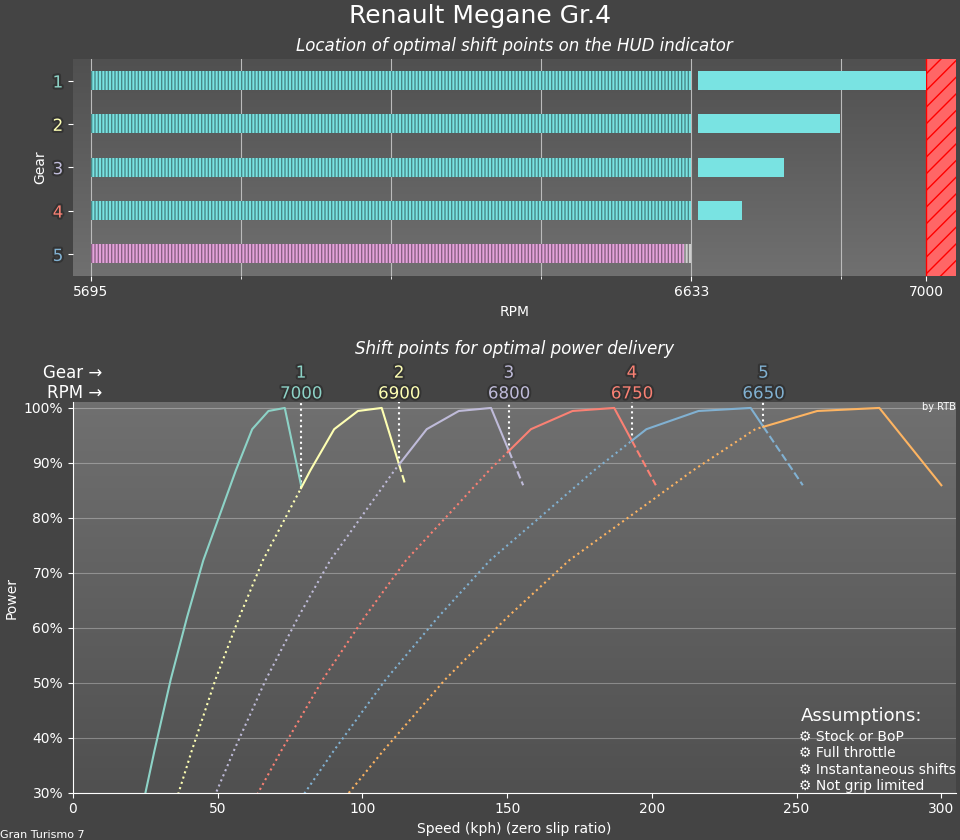 Renault Megane Gr.4
Location of optimal shift points on the HUD indicator
Gear
1
2
3
4
5
5695 6633 7000
RPM
Shift points for optimal power delivery
Gear → 1 2 3 4 5
RPM → 7000 6900 6800 6750 6650
by RTB
Power
100%
90%
80%
70%
60%
50%
40%
30%
Assumptions:
⚙ Stock or BoP
⚙ Full throttle
⚙ Instantaneous shifts
⚙ Not grip limited
0 50 100 150 200 250 300
Speed (kph) (zero slip ratio)
Gran Turismo 7